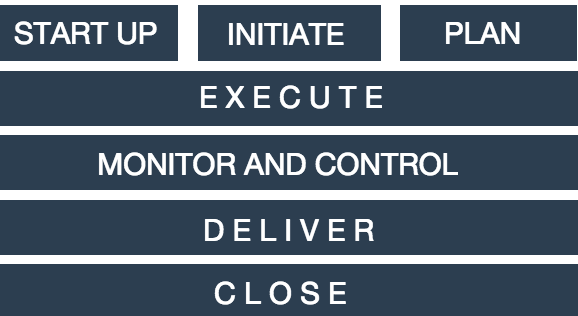 START UP INITIATE PLAN
EXECUTE
MONITOR AND CONTROL
DELIVER
CLOSE